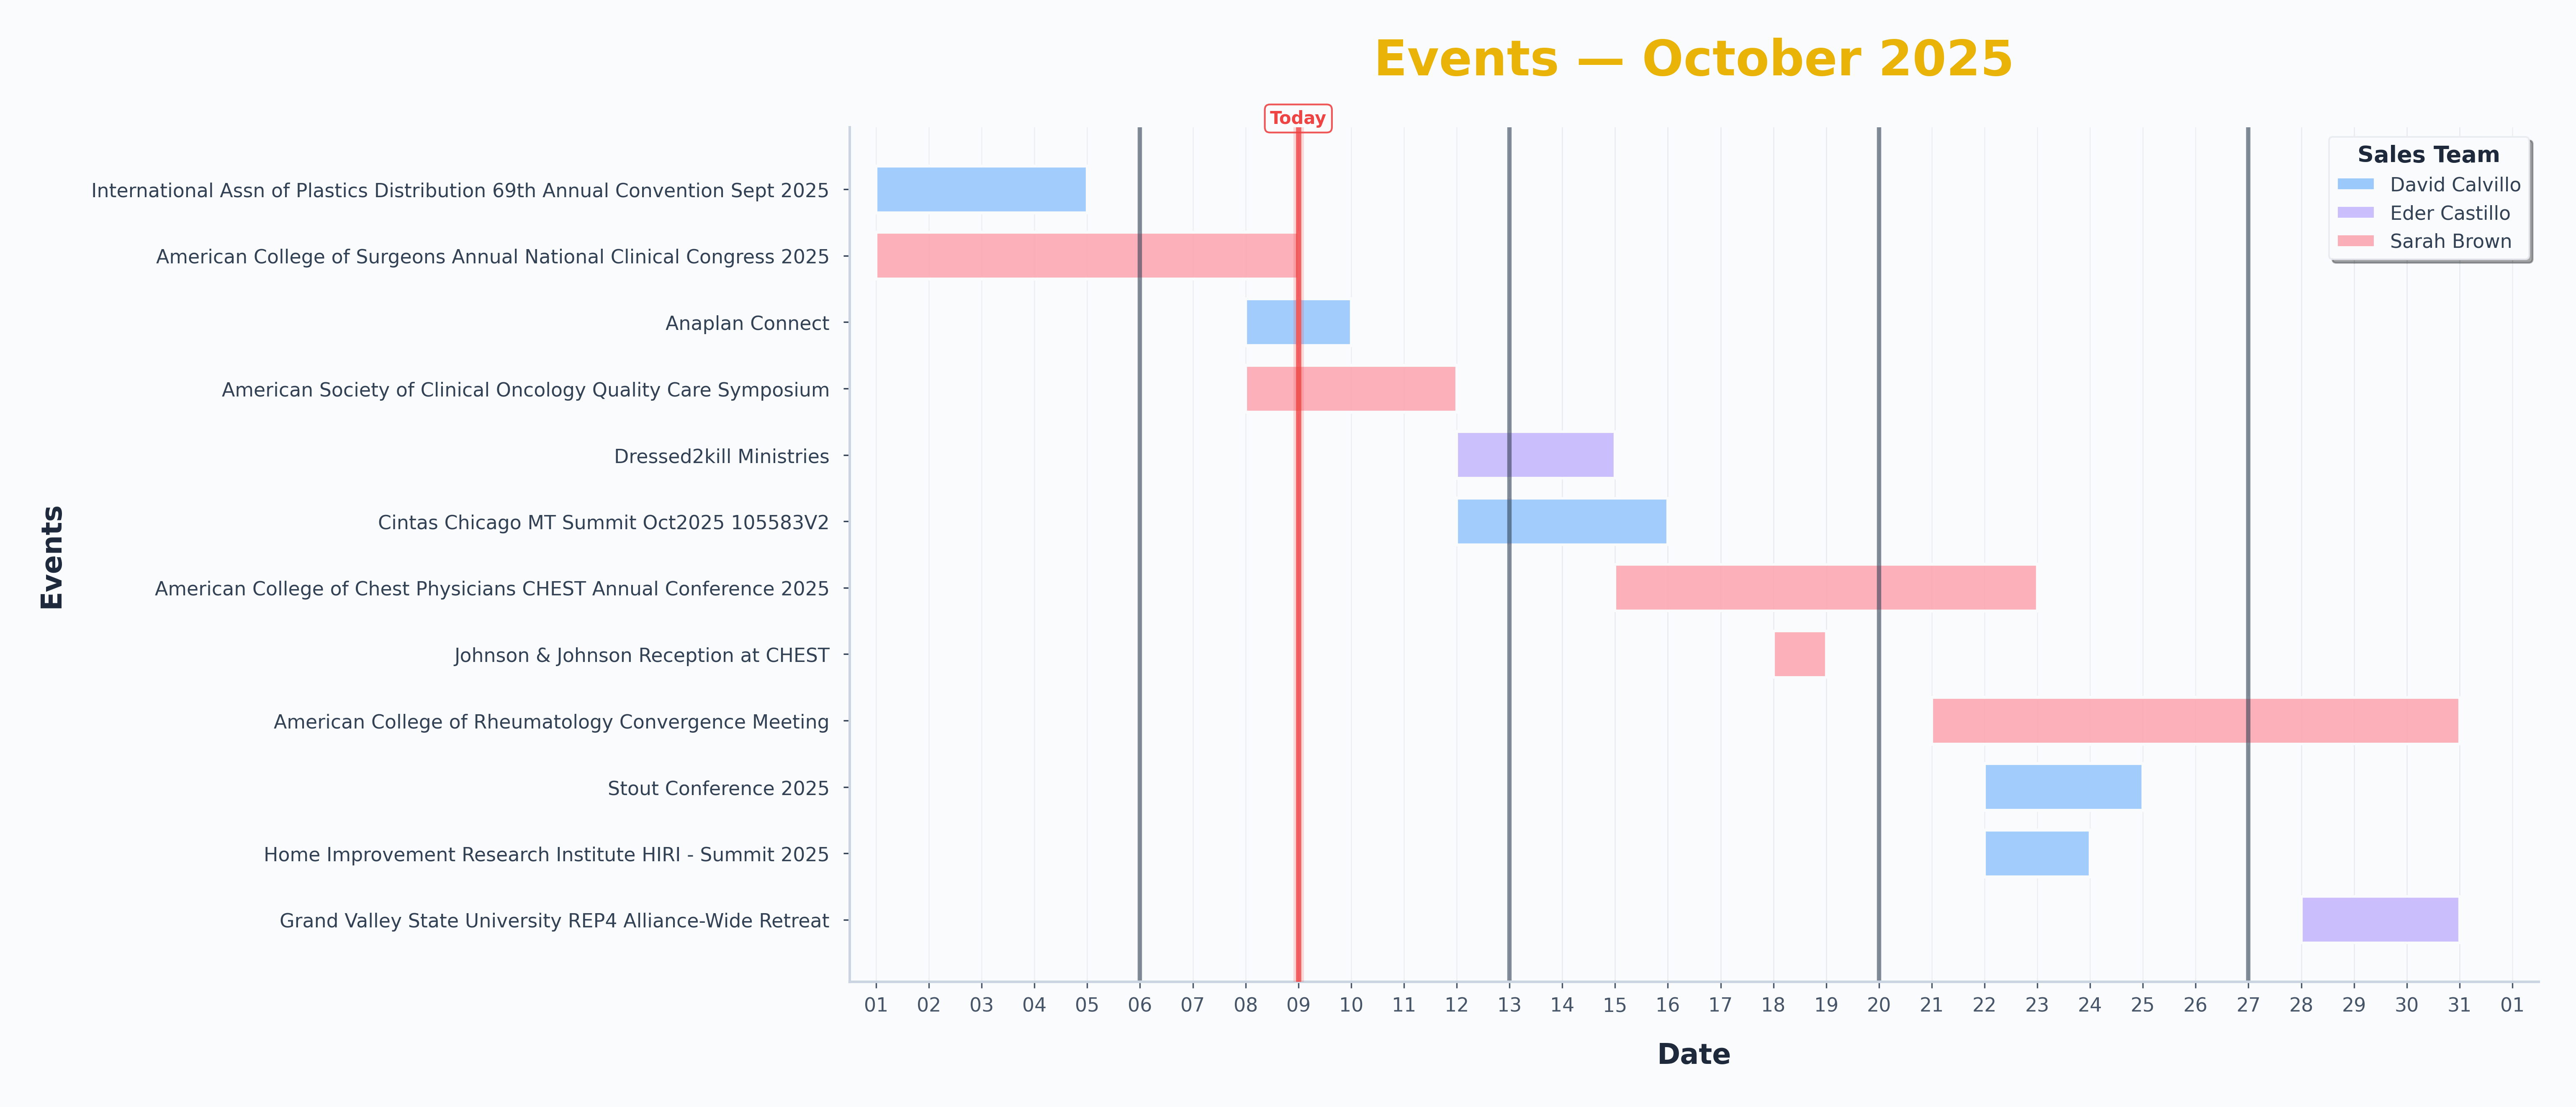 Events — October 2025
Today
Sales Team
David Calvillo
Eder Castillo
Sarah Brown
Events
International Assn of Plastics Distribution 69th Annual Convention Sept 2025
American College of Surgeons Annual National Clinical Congress 2025
Anaplan Connect
American Society of Clinical Oncology Quality Care Symposium
Dressed2kill Ministries
Cintas Chicago MT Summit Oct2025 105583V2
American College of Chest Physicians CHEST Annual Conference 2025
Johnson & Johnson Reception at CHEST
American College of Rheumatology Convergence Meeting
Stout Conference 2025
Home Improvement Research Institute HIRI - Summit 2025
Grand Valley State University REP4 Alliance-Wide Retreat
01 02 03 04 05 06 07 08 09 10 11 12 13 14 15 16 17 18 19 20 21 22 23 24 25 26 27 28 29 30 31 01
Date